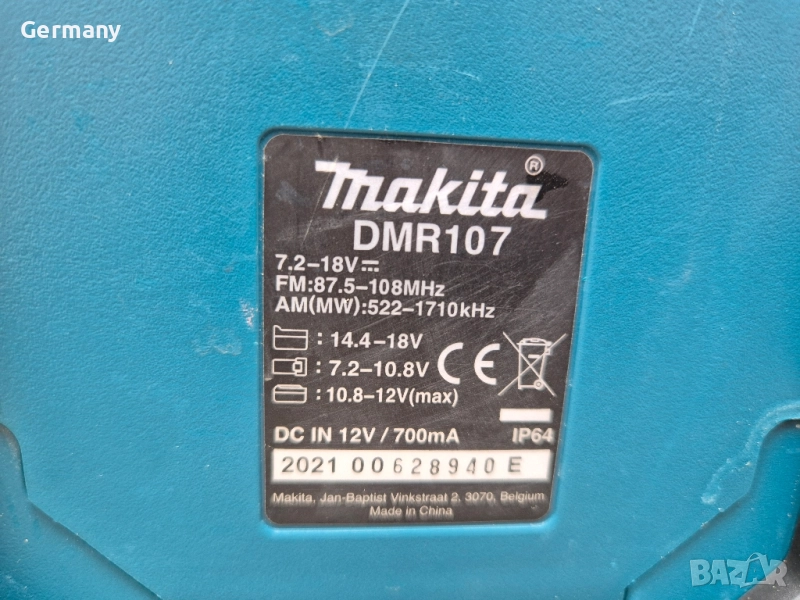 Germany
makita®
DMR107
7.2–18V
FM:87.5–108MHz
AM(MW):522–1710kHz
: 14.4–18V
: 7.2–10.8V CE
: 10.8–12V(max)
DC IN 12V / 700mA IP64
2021 00628940 E
Makita, Jan-Baptist Vinkstraat 2, 3070, Belgium
Made in China
BAZAR